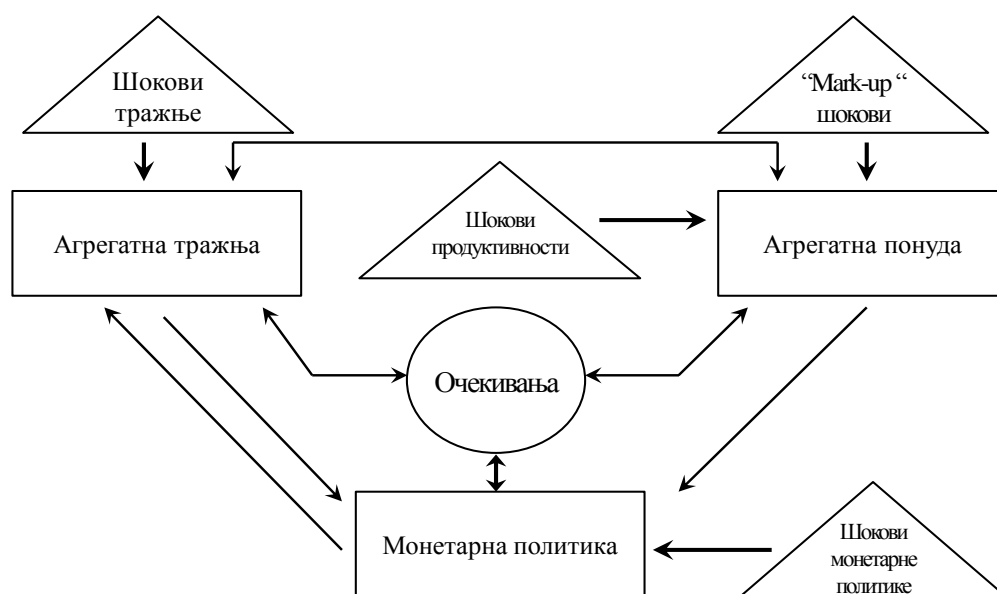 Шокови
тражње
“Mark-up “
шокови
Агрегатна тражња
Шокови
продуктивности
Агрегатна понуда
Очекивања
Монетарна политика
Шокови
монетарне
политике